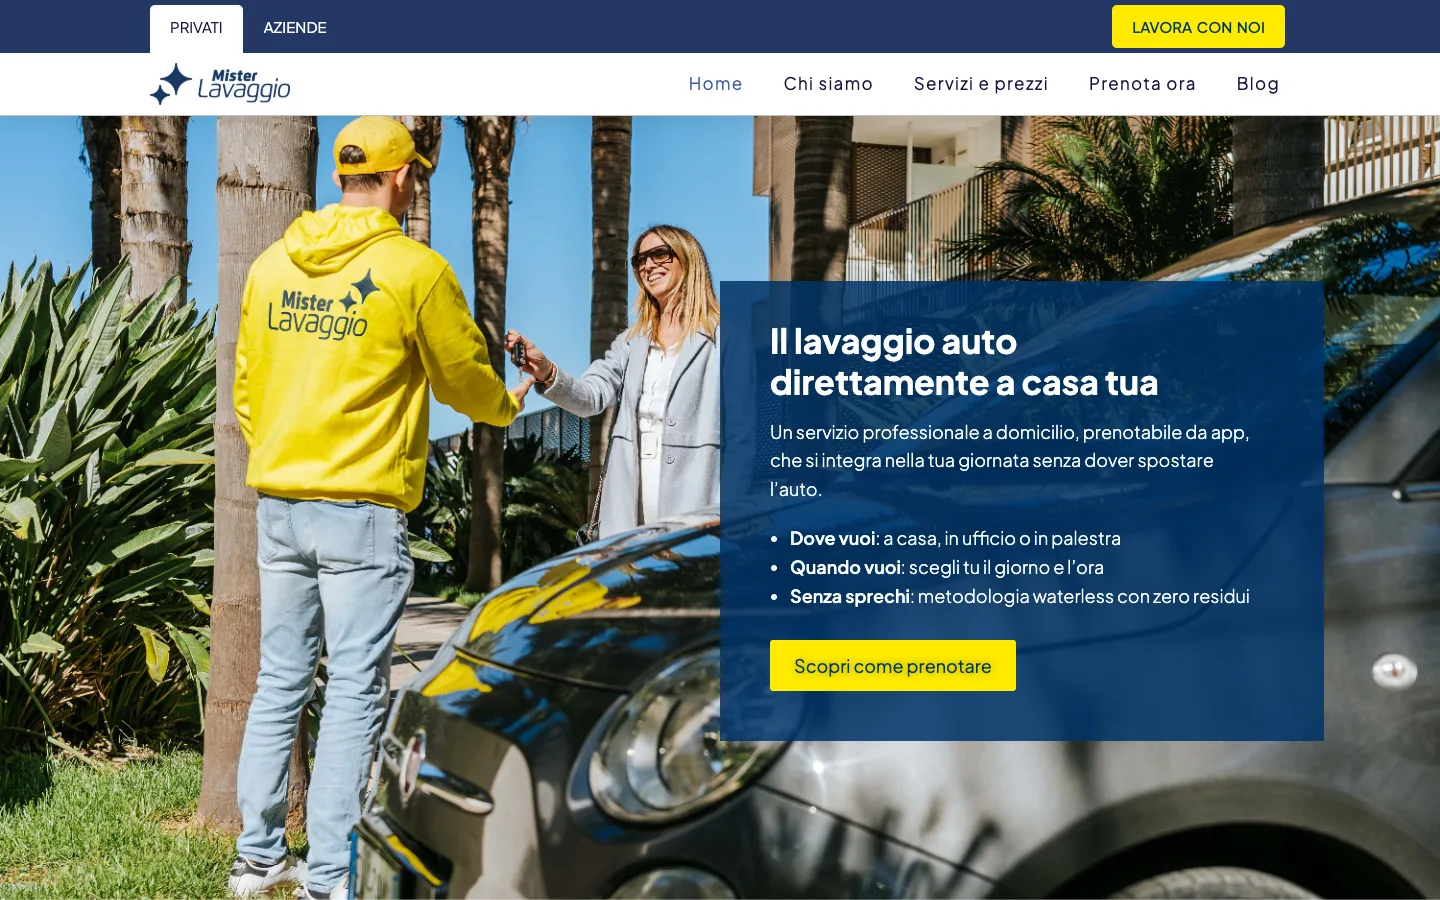 PRIVATI
AZIENDE
LAVORA CON NOI
Mister
Lavaggio
Home
Chi siamo
Servizi e prezzi
Prenota ora
Blog
Mister
Lavaggio
Il lavaggio auto
direttamente a casa tua
Un servizio professionale a domicilio, prenotabile da app,
che si integra nella tua giornata senza dover spostare
l’auto.
• Dove vuoi: a casa, in ufficio o in palestra
• Quando vuoi: scegli tu il giorno e l’ora
• Senza sprechi: metodologia waterless con zero residui
Scopri come prenotare